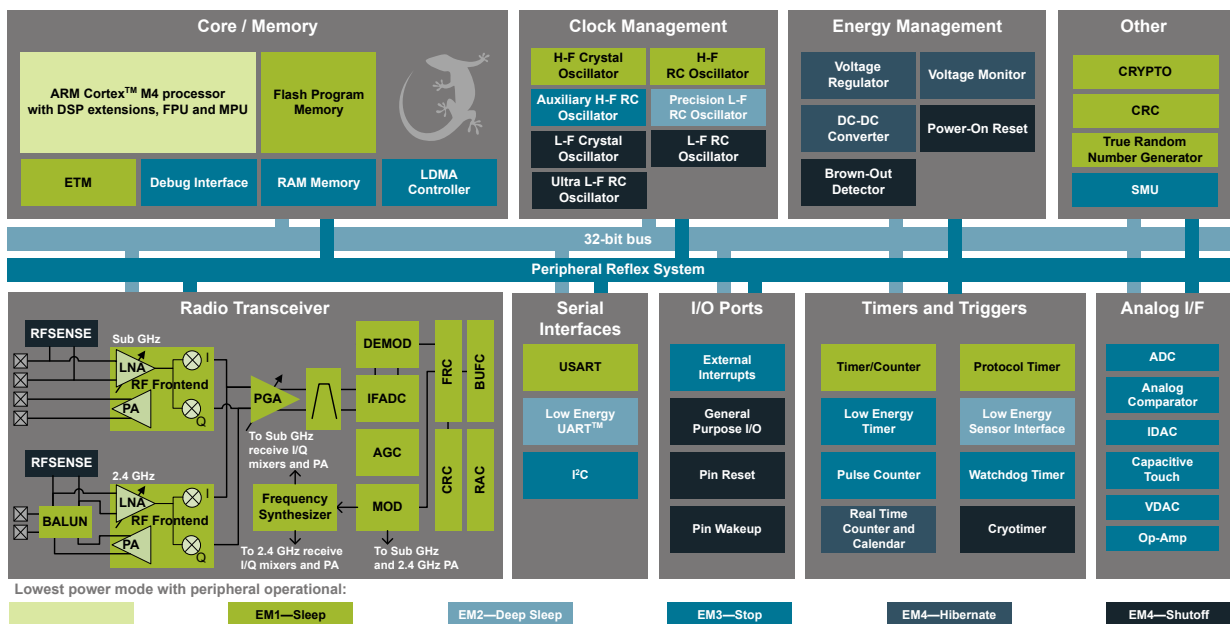 Core / Memory
ARM Cortex™ M4 processor
with DSP extensions, FPU and MPU
Flash Program
Memory
ETM
Debug Interface
RAM Memory
LDMA
Controller
Clock Management
H-F Crystal
Oscillator
H-F
RC Oscillator
Auxiliary H-F RC
Oscillator
Precision L-F
RC Oscillator
L-F Crystal
Oscillator
L-F RC
Oscillator
Ultra L-F RC
Oscillator
Energy Management
Voltage
Regulator
Voltage Monitor
DC-DC
Converter
Power-On Reset
Brown-Out
Detector
Other
CRYPTO
CRC
True Random
Number Generator
SMU
32-bit bus
Peripheral Reflex System
Radio Transceiver
RFSENSE
Sub GHz
LNA
RF Frontend
PA
I
Q
PGA
To Sub GHz
receive I/Q
mixers and PA
DEMOD
IFADC
AGC
MOD
FRC
BUFC
CRC
RAC
RFSENSE
2.4 GHz
LNA
BALUN
RF Frontend
PA
I
Q
Frequency
Synthesizer
To 2.4 GHz receive
I/Q mixers and PA
To Sub GHz
and 2.4 GHz PA
Serial
Interfaces
USART
Low Energy
UART™
I²C
I/O Ports
External
Interrupts
General
Purpose I/O
Pin Reset
Pin Wakeup
Timers and Triggers
Timer/Counter
Protocol Timer
Low Energy
Timer
Low Energy
Sensor Interface
Pulse Counter
Watchdog Timer
Real Time
Counter and
Calendar
Cryotimer
Analog I/F
ADC
Analog
Comparator
IDAC
Capacitive
Touch
VDAC
Op-Amp
Lowest power mode with peripheral operational:
EM1—Sleep
EM2—Deep Sleep
EM3—Stop
EM4—Hibernate
EM4—Shutoff